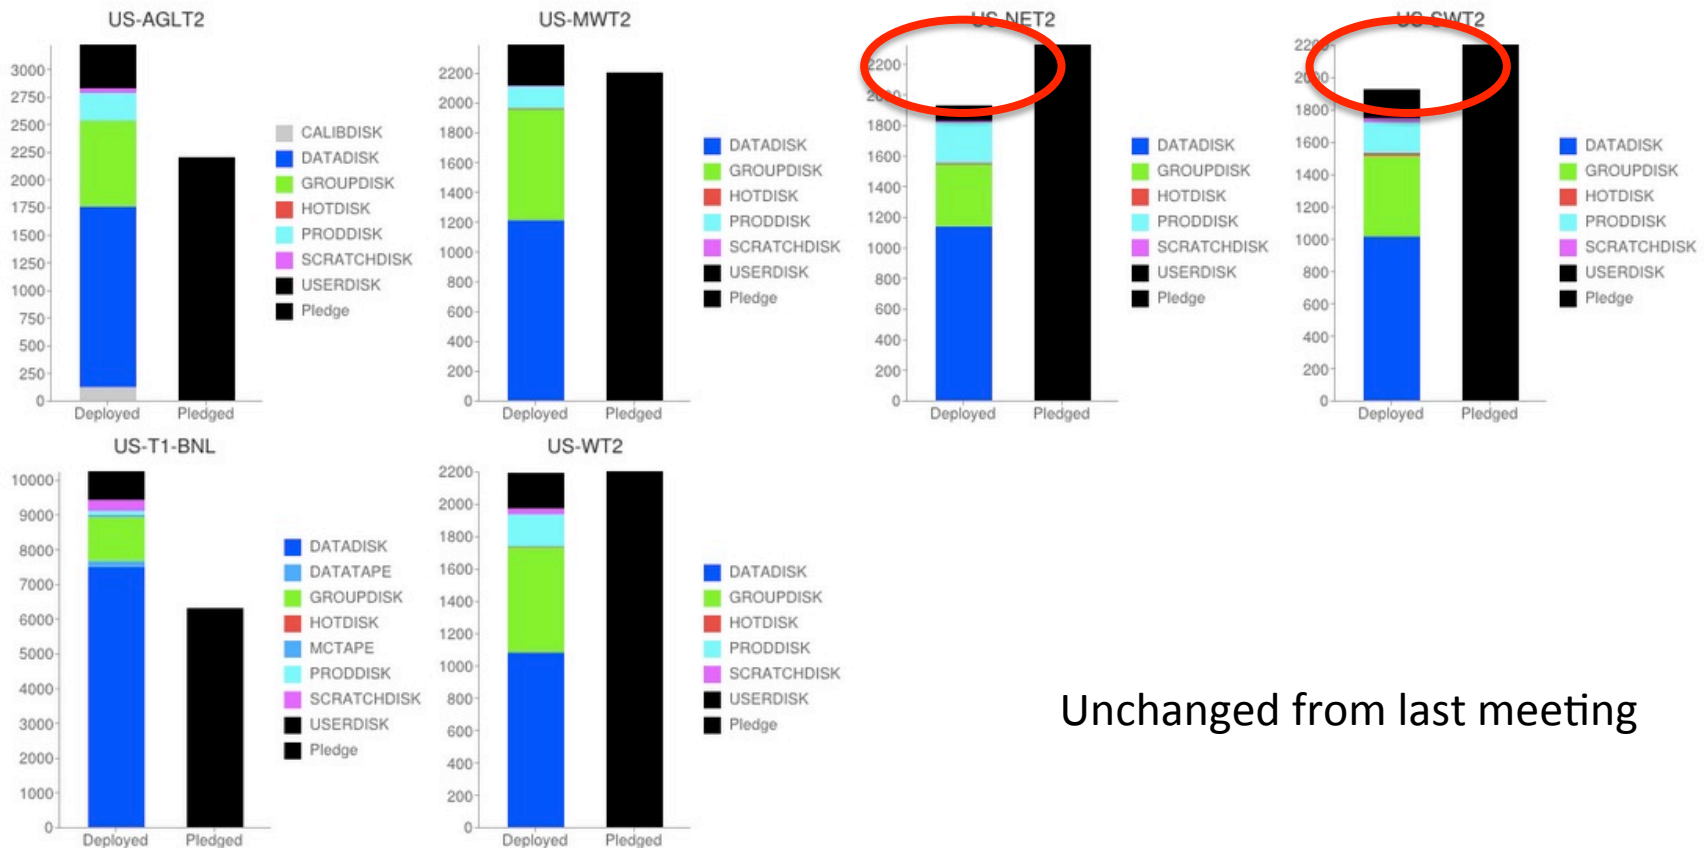 US-AGLT2
3000
2750
2500
2250
2000
1750
1500
1250
1000
750
500
250
0
Deployed Pledged
CALIBDISK
DATADISK
GROUPDISK
HOTDISK
PRODDISK
SCRATCHDISK
USERDISK
Pledge
US-MWT2
2200
2000
1800
1600
1400
1200
1000
800
600
400
200
0
Deployed Pledged
DATADISK
GROUPDISK
HOTDISK
PRODDISK
SCRATCHDISK
USERDISK
Pledge
US-NET2
2200
2000
1800
1600
1400
1200
1000
800
600
400
200
0
Deployed Pledged
DATADISK
GROUPDISK
HOTDISK
PRODDISK
SCRATCHDISK
USERDISK
Pledge
US-SWT2
2200
2000
1800
1600
1400
1200
1000
800
600
400
200
0
Deployed Pledged
DATADISK
GROUPDISK
HOTDISK
PRODDISK
SCRATCHDISK
USERDISK
Pledge
US-T1-BNL
10000
9000
8000
7000
6000
5000
4000
3000
2000
1000
0
Deployed Pledged
DATADISK
DATATAPE
GROUPDISK
HOTDISK
MCTAPE
PRODDISK
SCRATCHDISK
USERDISK
Pledge
US-WT2
2200
2000
1800
1600
1400
1200
1000
800
600
400
200
0
Deployed Pledged
DATADISK
GROUPDISK
HOTDISK
PRODDISK
SCRATCHDISK
USERDISK
Pledge
Unchanged from last meeting